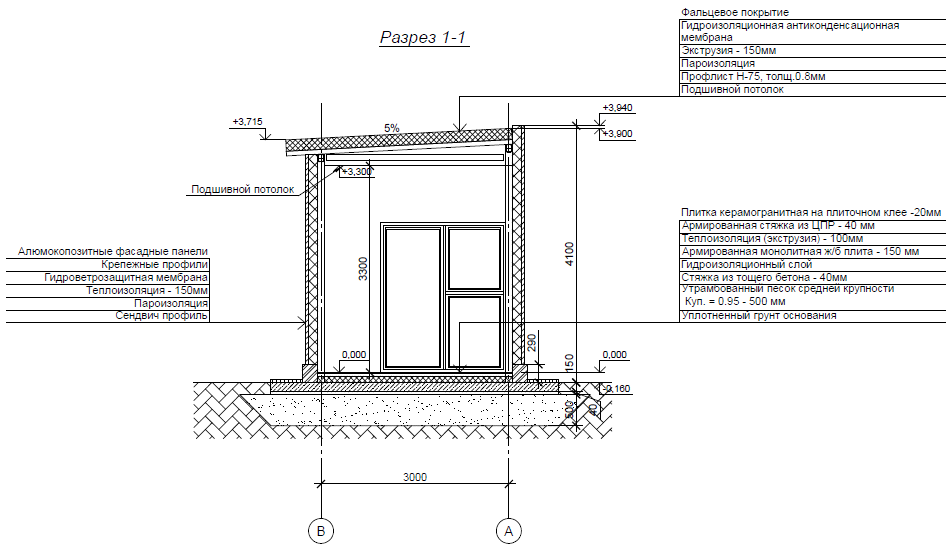 Разрез 1-1
Фальцевое покрытие
Гидроизоляционная антиконденсационная
мембрана
Экструзия - 150мм
Пароизоляция
Профлист Н-75, толщ.0.8мм
Подшивной потолок
+3,940
+3,715
5%
+3,900
+3,300
Подшивной потолок
Плитка керамогранитная на плиточном клее -20мм
Армированная стяжка из ЦПР - 40 мм
Теплоизоляция (экструзия) - 100мм
Армированная монолитная ж/б плита - 150 мм
Гидроизоляционный слой
Стяжка из тощего бетона - 40мм
Утрамбованный песок средней крупности
Куп. = 0.95 - 500 мм
Уплотненный грунт основания
Алюмокопозитные фасадные панели
Крепежные профили
Гидроветрозащитная мембрана
Теплоизоляция - 150мм
Пароизоляция
Сендвич профиль
3300
4100
290
150
0,000
0,000
-0,160
500
40
3000
В
А